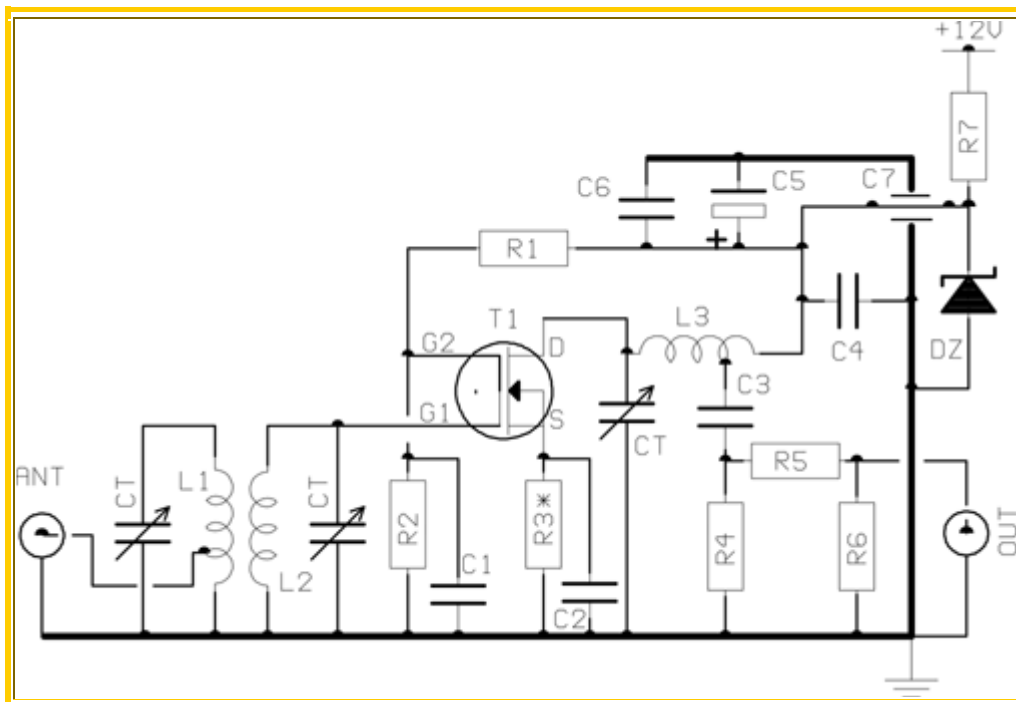 +12V
R7
C6
C5
C7
+
R1
T1
L3
G2
D
C4
DZ
C3
G1
S
CT
ANT
CT
L1
CT
R2
R3*
R5
L2
C1
C2
R4
R6
OUT